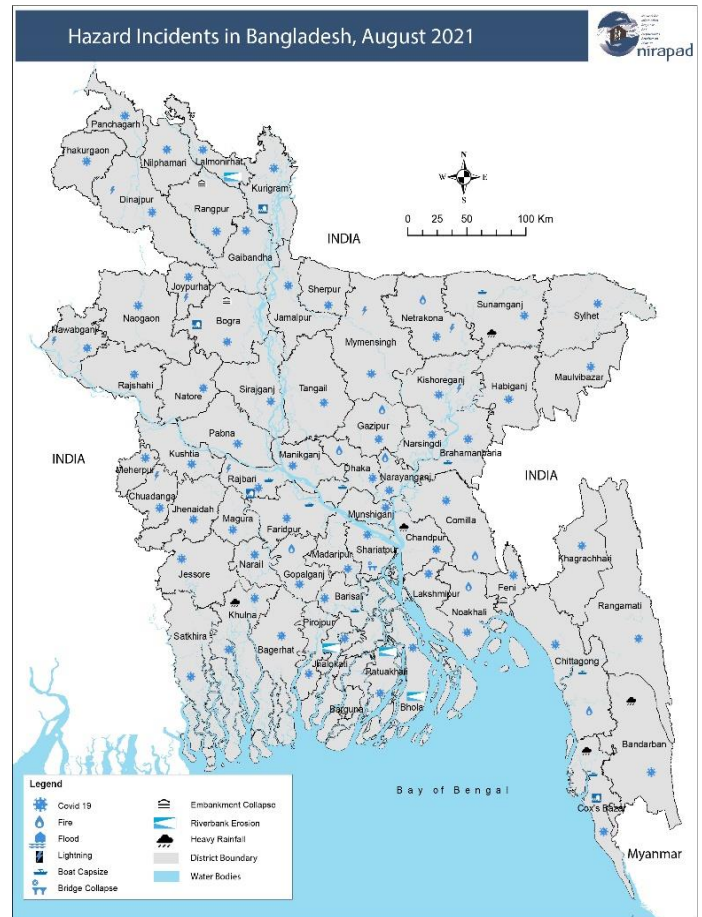 Hazard Incidents in Bangladesh, August 2021
nirapad
Panchagarh
Thakurgaon
Nilphamari
Lalmonirhat
Dinajpur
Rangpur
Kurigram
N
W E
S
0 25 50 100 Km
INDIA
Gaibandha
Joypurhat
Naogaon
Bogra
Jamalpur
Sherpur
Mymensingh
Netrakona
Sunamganj
Sylhet
Nawabganj
Rajshahi
Natore
Sirajganj
Tangail
Kishoreganj
Habiganj
Maulvibazar
Pabna
Gazipur
Narsingdi
Brahamanbaria
INDIA
Kushtia
Meherpur
Chuadanga
Jhenaidah
Rajbari
Manikganj
Dhaka
Narayanganj
INDIA
Magura
Faridpur
Munshiganj
Comilla
Jessore
Narail
Gopalganj
Madaripur
Shariatpur
Chandpur
Khagrachhari
Lakshmipur
Noakhali
Feni
Rangamati
Khulna
Satkhira
Bagerhat
Pirojpur
Barisal
Jhalokati
Patuakhali
Barguna
Bhola
Chittagong
Bandarban
Cox's Bazar
Bay of Bengal
Myanmar
Legend
Covid 19
Fire
Flood
Lightning
Boat Capsize
Bridge Collapse
Embankment Collapse
Riverbank Erosion
Heavy Rainfall
District Boundary
Water Bodies